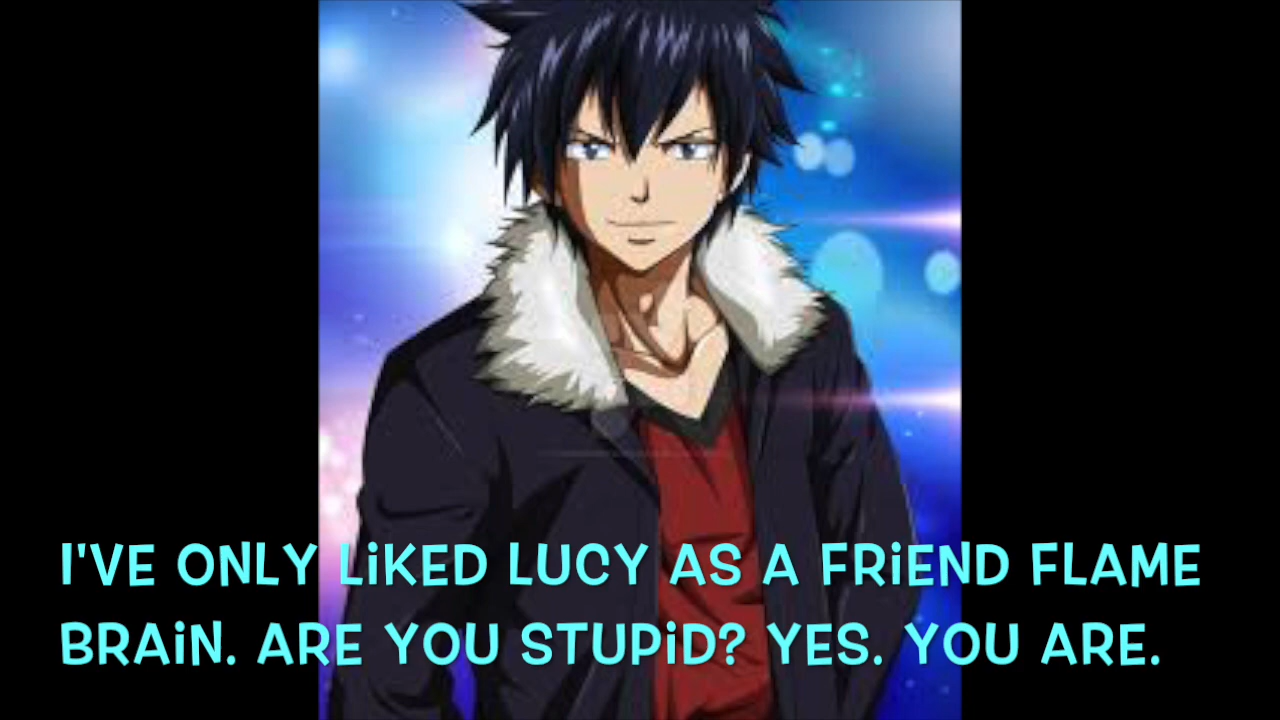 I'VE ONLY LiKED LUCY AS A FRiEND FLAME
BRAiN. ARE YOU STUPiD? YES. YOU ARE.